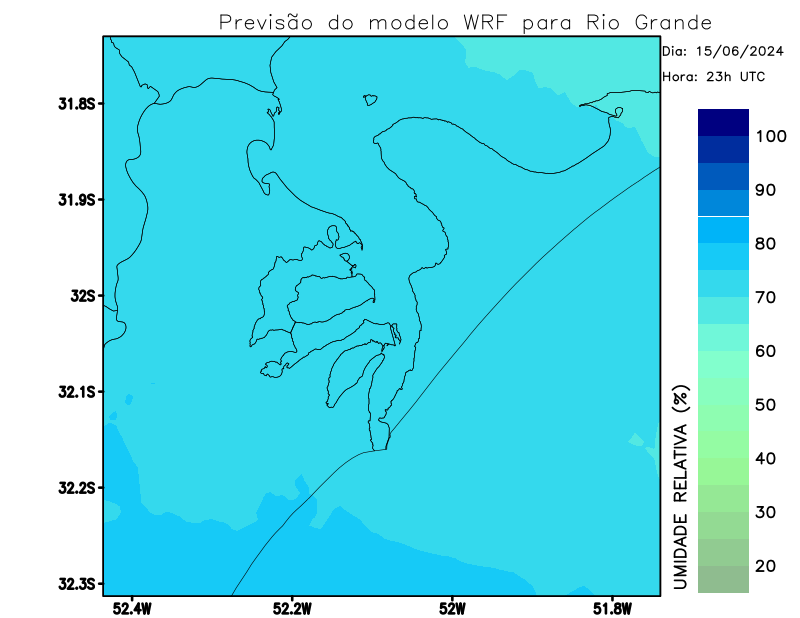 Previsão do modelo WRF para Rio Grande
Dia: 15/06/2024
Hora: 23h UTC
31.8S
31.9S
32S
32.1S
32.2S
32.3S
52.4W
52.2W
52W
51.8W
100
90
80
70
60
50
40
30
20
UMIDADE RELATIVA (%)